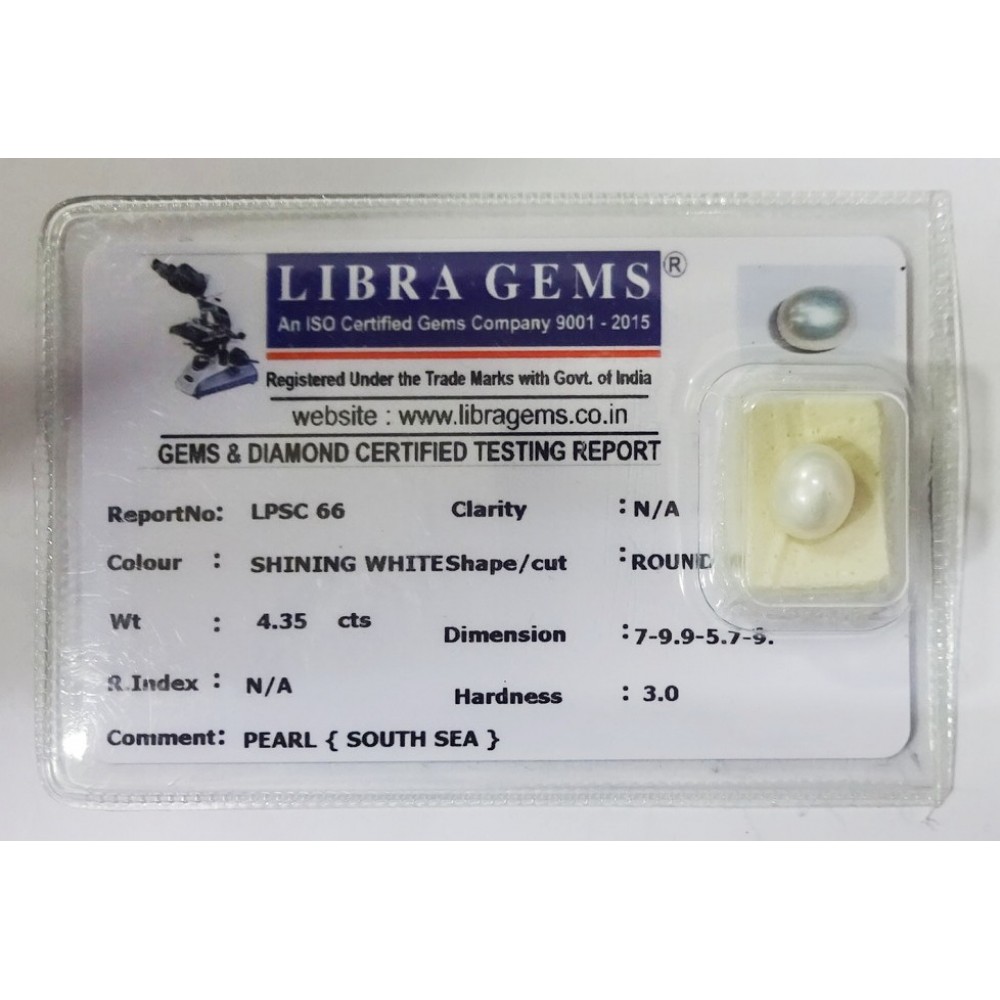 LIBRA GEMS ®
An ISO Certified Gems Company 9001 - 2015
Registered Under the Trade Marks with Govt. of India
website : www.libragems.co.in
GEMS & DIAMOND CERTIFIED TESTING REPORT
ReportNo: LPSC 66 Clarity : N/A
Colour : SHINING WHITE Shape/cut : ROUND
Wt : 4.35 cts Dimension : 7-9.9-5.7-9.
R.Index : N/A Hardness : 3.0
Comment: PEARL { SOUTH SEA }